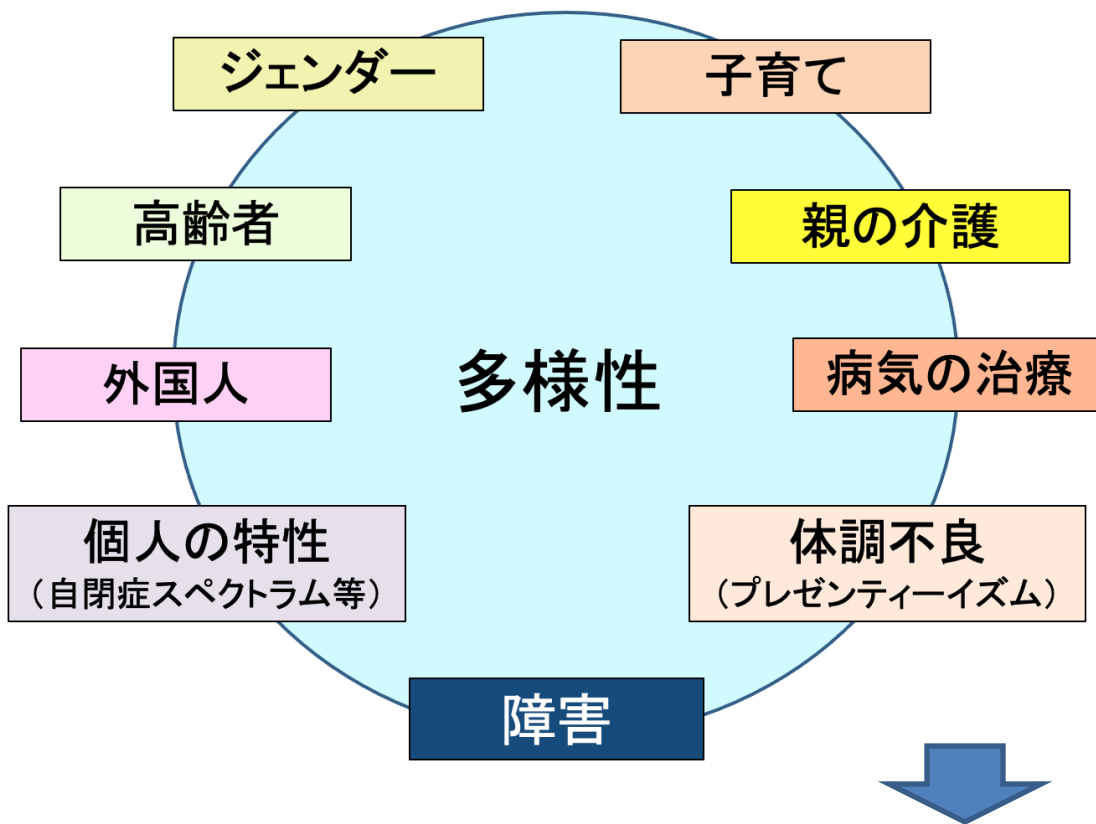 ジェンダー
子育て
高齢者
親の介護
外国人
多様性
病気の治療
個人の特性
（自閉症スペクトラム等）
体調不良
（プレゼンティーイズム）
障害